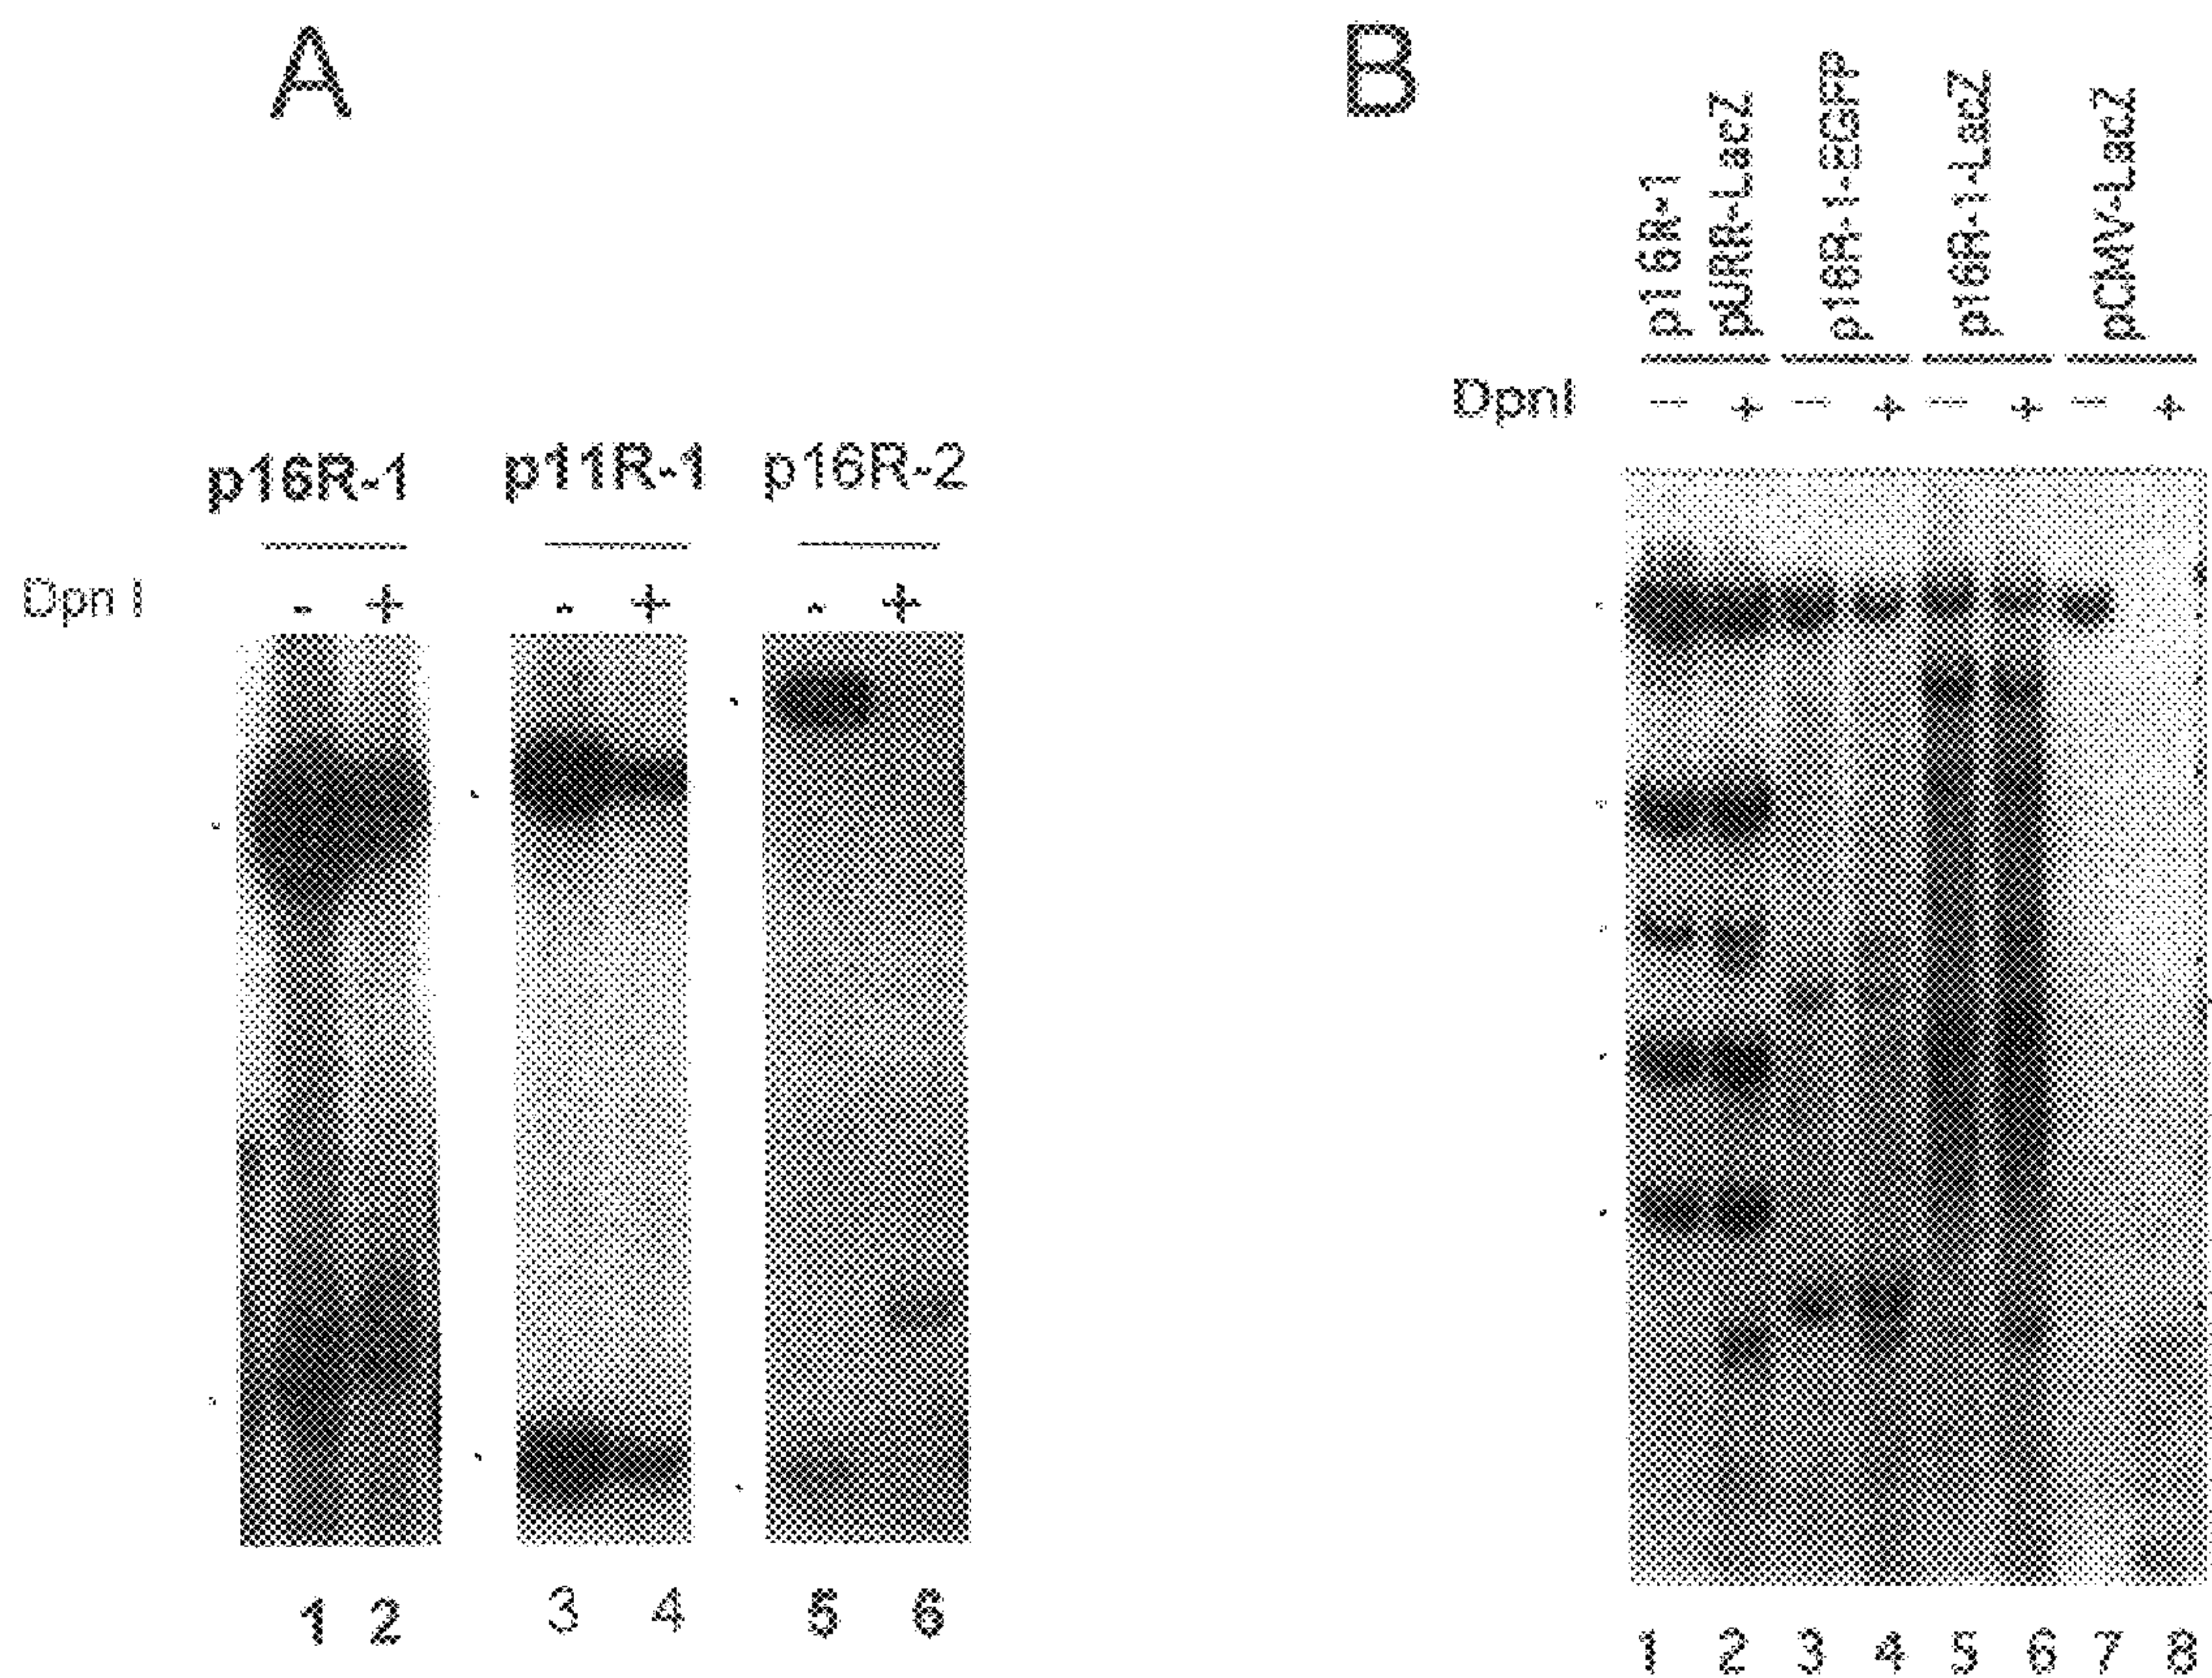 A
p16R-1 p11R-1 p16R-2
Dpn I - + - + - +
1 2 3 4 5 6
B
p16R-1
pURR-LacZ
p16R-1-EGFP
p16R-1-LacZ
pCMV-LacZ
DpnI - + - + - + - +
1 2 3 4 5 6 7 8